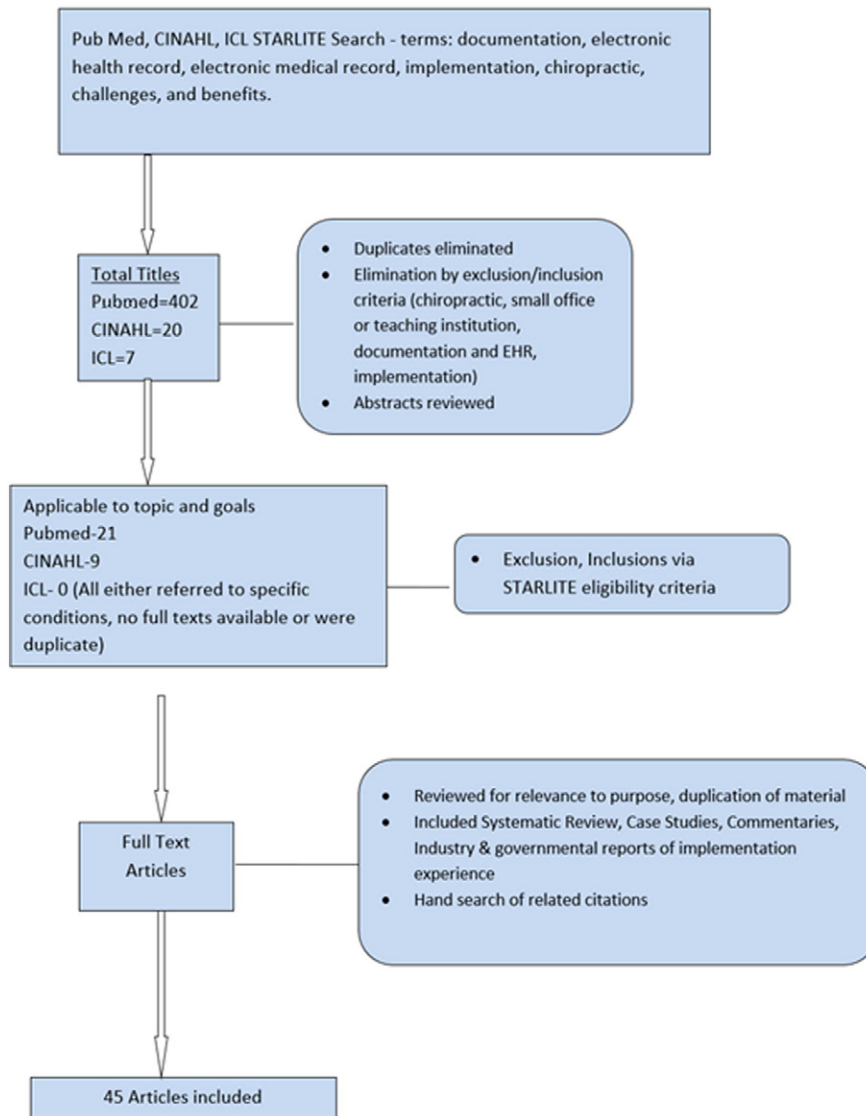 Pub Med, CINAHL, ICL STARLITE Search - terms: documentation, electronic
health record, electronic medical record, implementation, chiropractic,
challenges, and benefits.
Total Titles
Pubmed=402
CINAHL=20
ICL=7
• Duplicates eliminated
• Elimination by exclusion/inclusion
criteria (chiropractic, small office
or teaching institution,
documentation and EHR,
implementation)
• Abstracts reviewed
Applicable to topic and goals
Pubmed-21
CINAHL-9
ICL- 0 (All either referred to specific
conditions, no full texts available or were
duplicate)
• Exclusion, Inclusions via
STARLITE eligibility criteria
Full Text
Articles
• Reviewed for relevance to purpose, duplication of material
• Included Systematic Review, Case Studies, Commentaries,
Industry & governmental reports of implementation
experience
• Hand search of related citations
45 Articles included